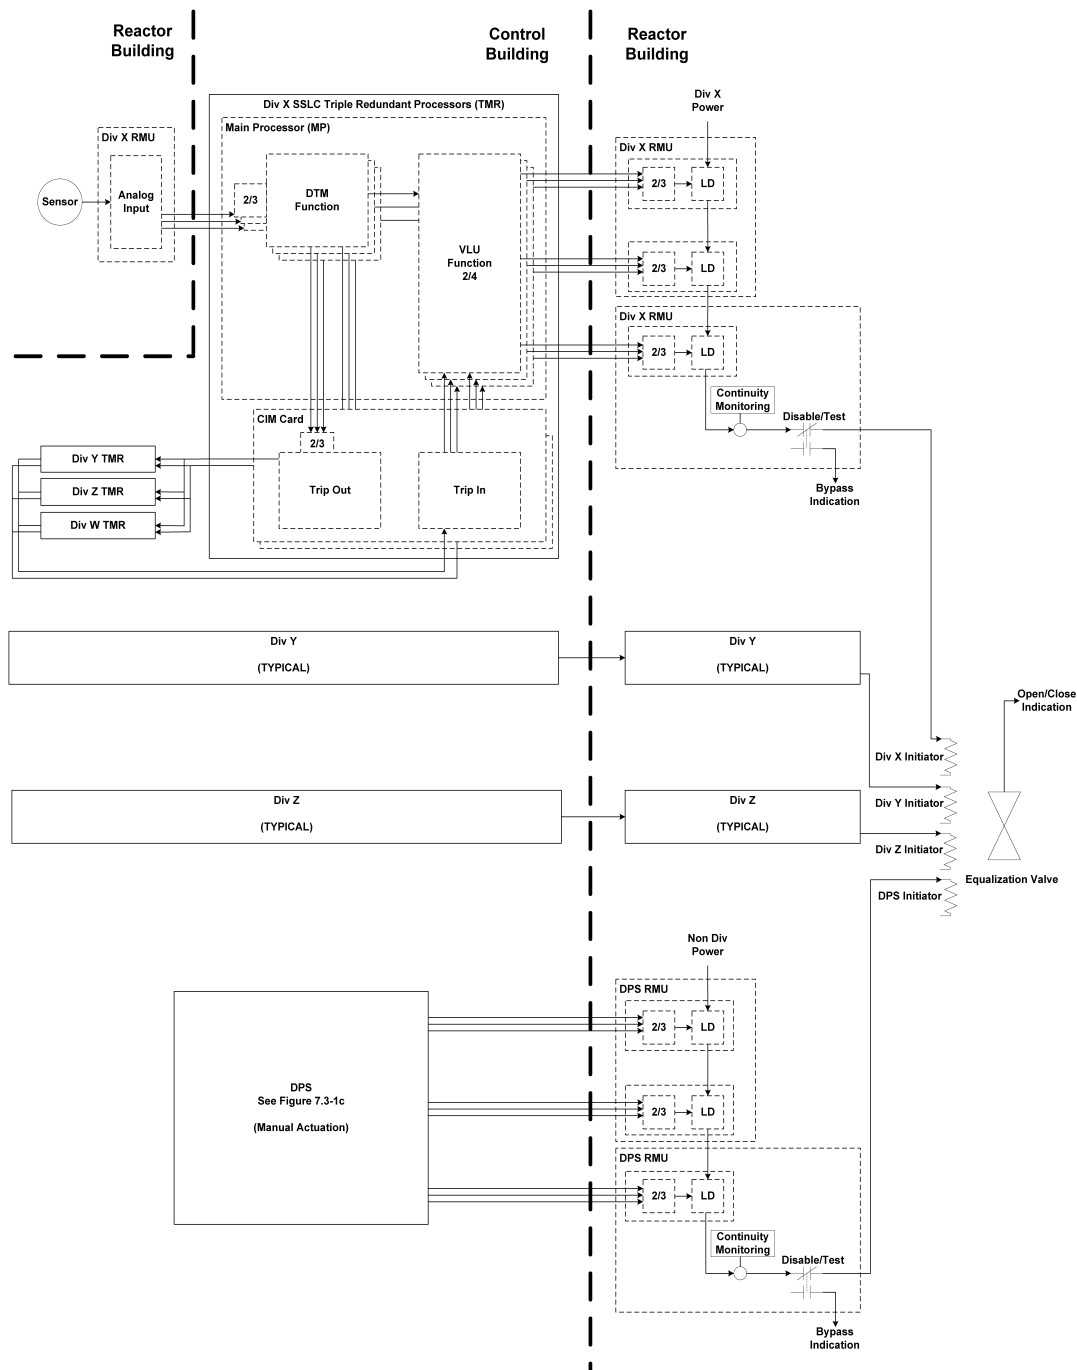 Reactor
Building
Control
Building
Reactor
Building
Div X SSLC Triple Redundant Processors (TMR)
Main Processor (MP)
Div X RMU
Analog
Input
Sensor
2/3
DTM
Function
VLU
Function
2/4
CIM Card
2/3
Trip Out
Trip In
Div Y TMR
Div Z TMR
Div W TMR
Div X
Power
Div X RMU
2/3
LD
2/3
LD
Div X RMU
2/3
LD
Continuity
Monitoring
Disable/Test
Bypass
Indication
Div Y
(TYPICAL)
Div Y
(TYPICAL)
Open/Close
Indication
Div X Initiator
Div Z
(TYPICAL)
Div Z
(TYPICAL)
Div Y Initiator
Div Z Initiator
Equalization Valve
DPS Initiator
Non Div
Power
DPS
See Figure 7.3-1c
(Manual Actuation)
DPS RMU
2/3
LD
2/3
LD
DPS RMU
2/3
LD
Continuity
Monitoring
Disable/Test
Bypass
Indication